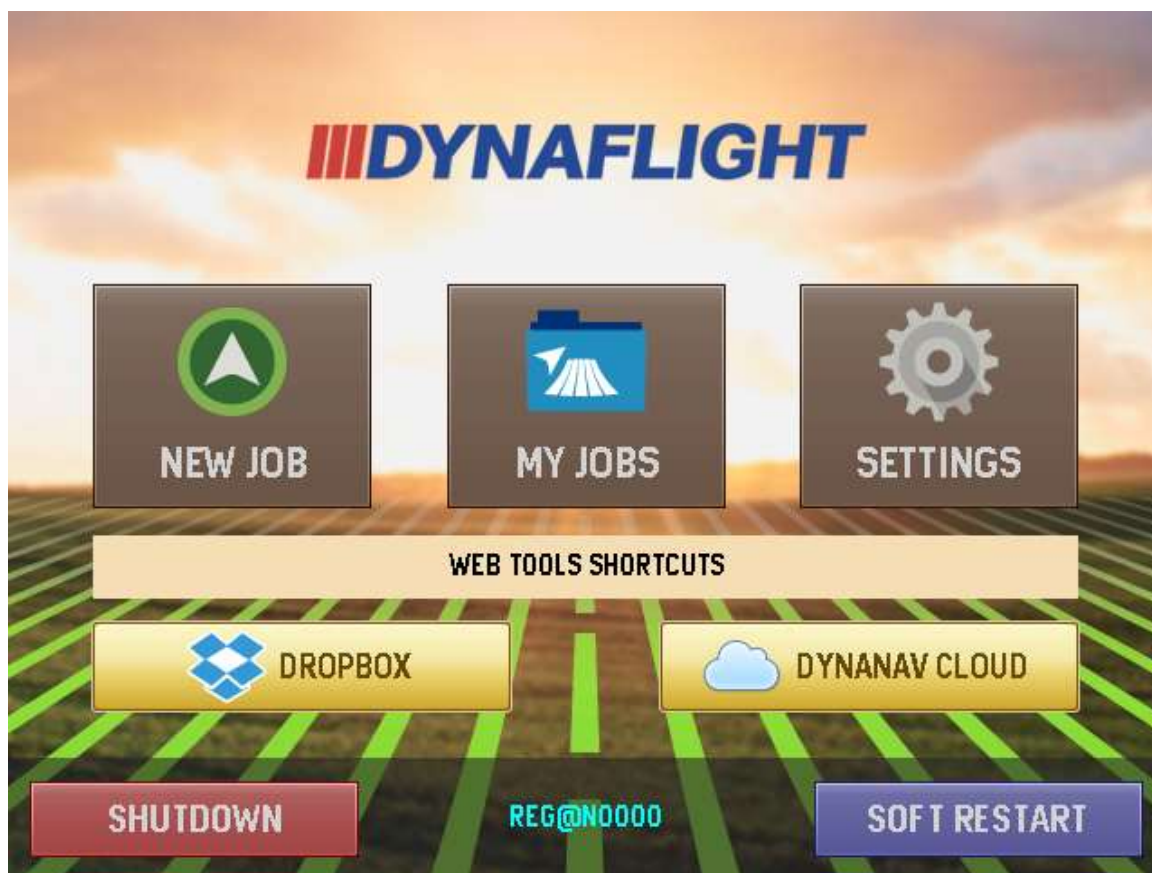 DYNAFLIGHT
NEW JOB
MY JOBS
SETTINGS
WEB TOOLS SHORTCUTS
DROPBOX
DYNANAV CLOUD
SHUTDOWN
REG@N0000
SOFT RESTART